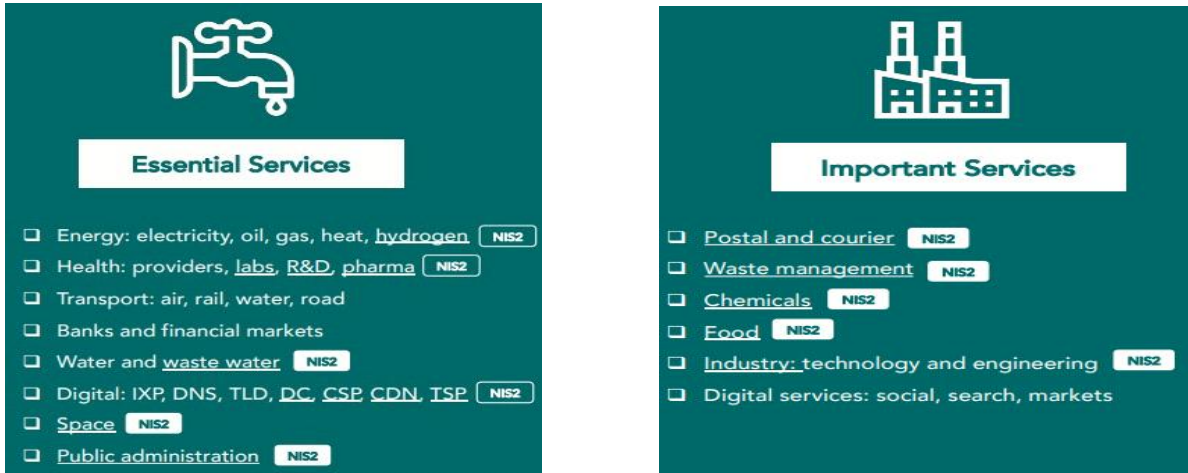 Essential Services
❑ Energy: electricity, oil, gas, heat, hydrogen NIS2
❑ Health: providers, labs, R&D, pharma NIS2
❑ Transport: air, rail, water, road
❑ Banks and financial markets
❑ Water and waste water NIS2
❑ Digital: IXP, DNS, TLD, DC, CSP, CDN, TSP NIS2
❑ Space NIS2
❑ Public administration NIS2
Important Services
❑ Postal and courier NIS2
❑ Waste management NIS2
❑ Chemicals NIS2
❑ Food NIS2
❑ Industry: technology and engineering NIS2
❑ Digital services: social, search, markets